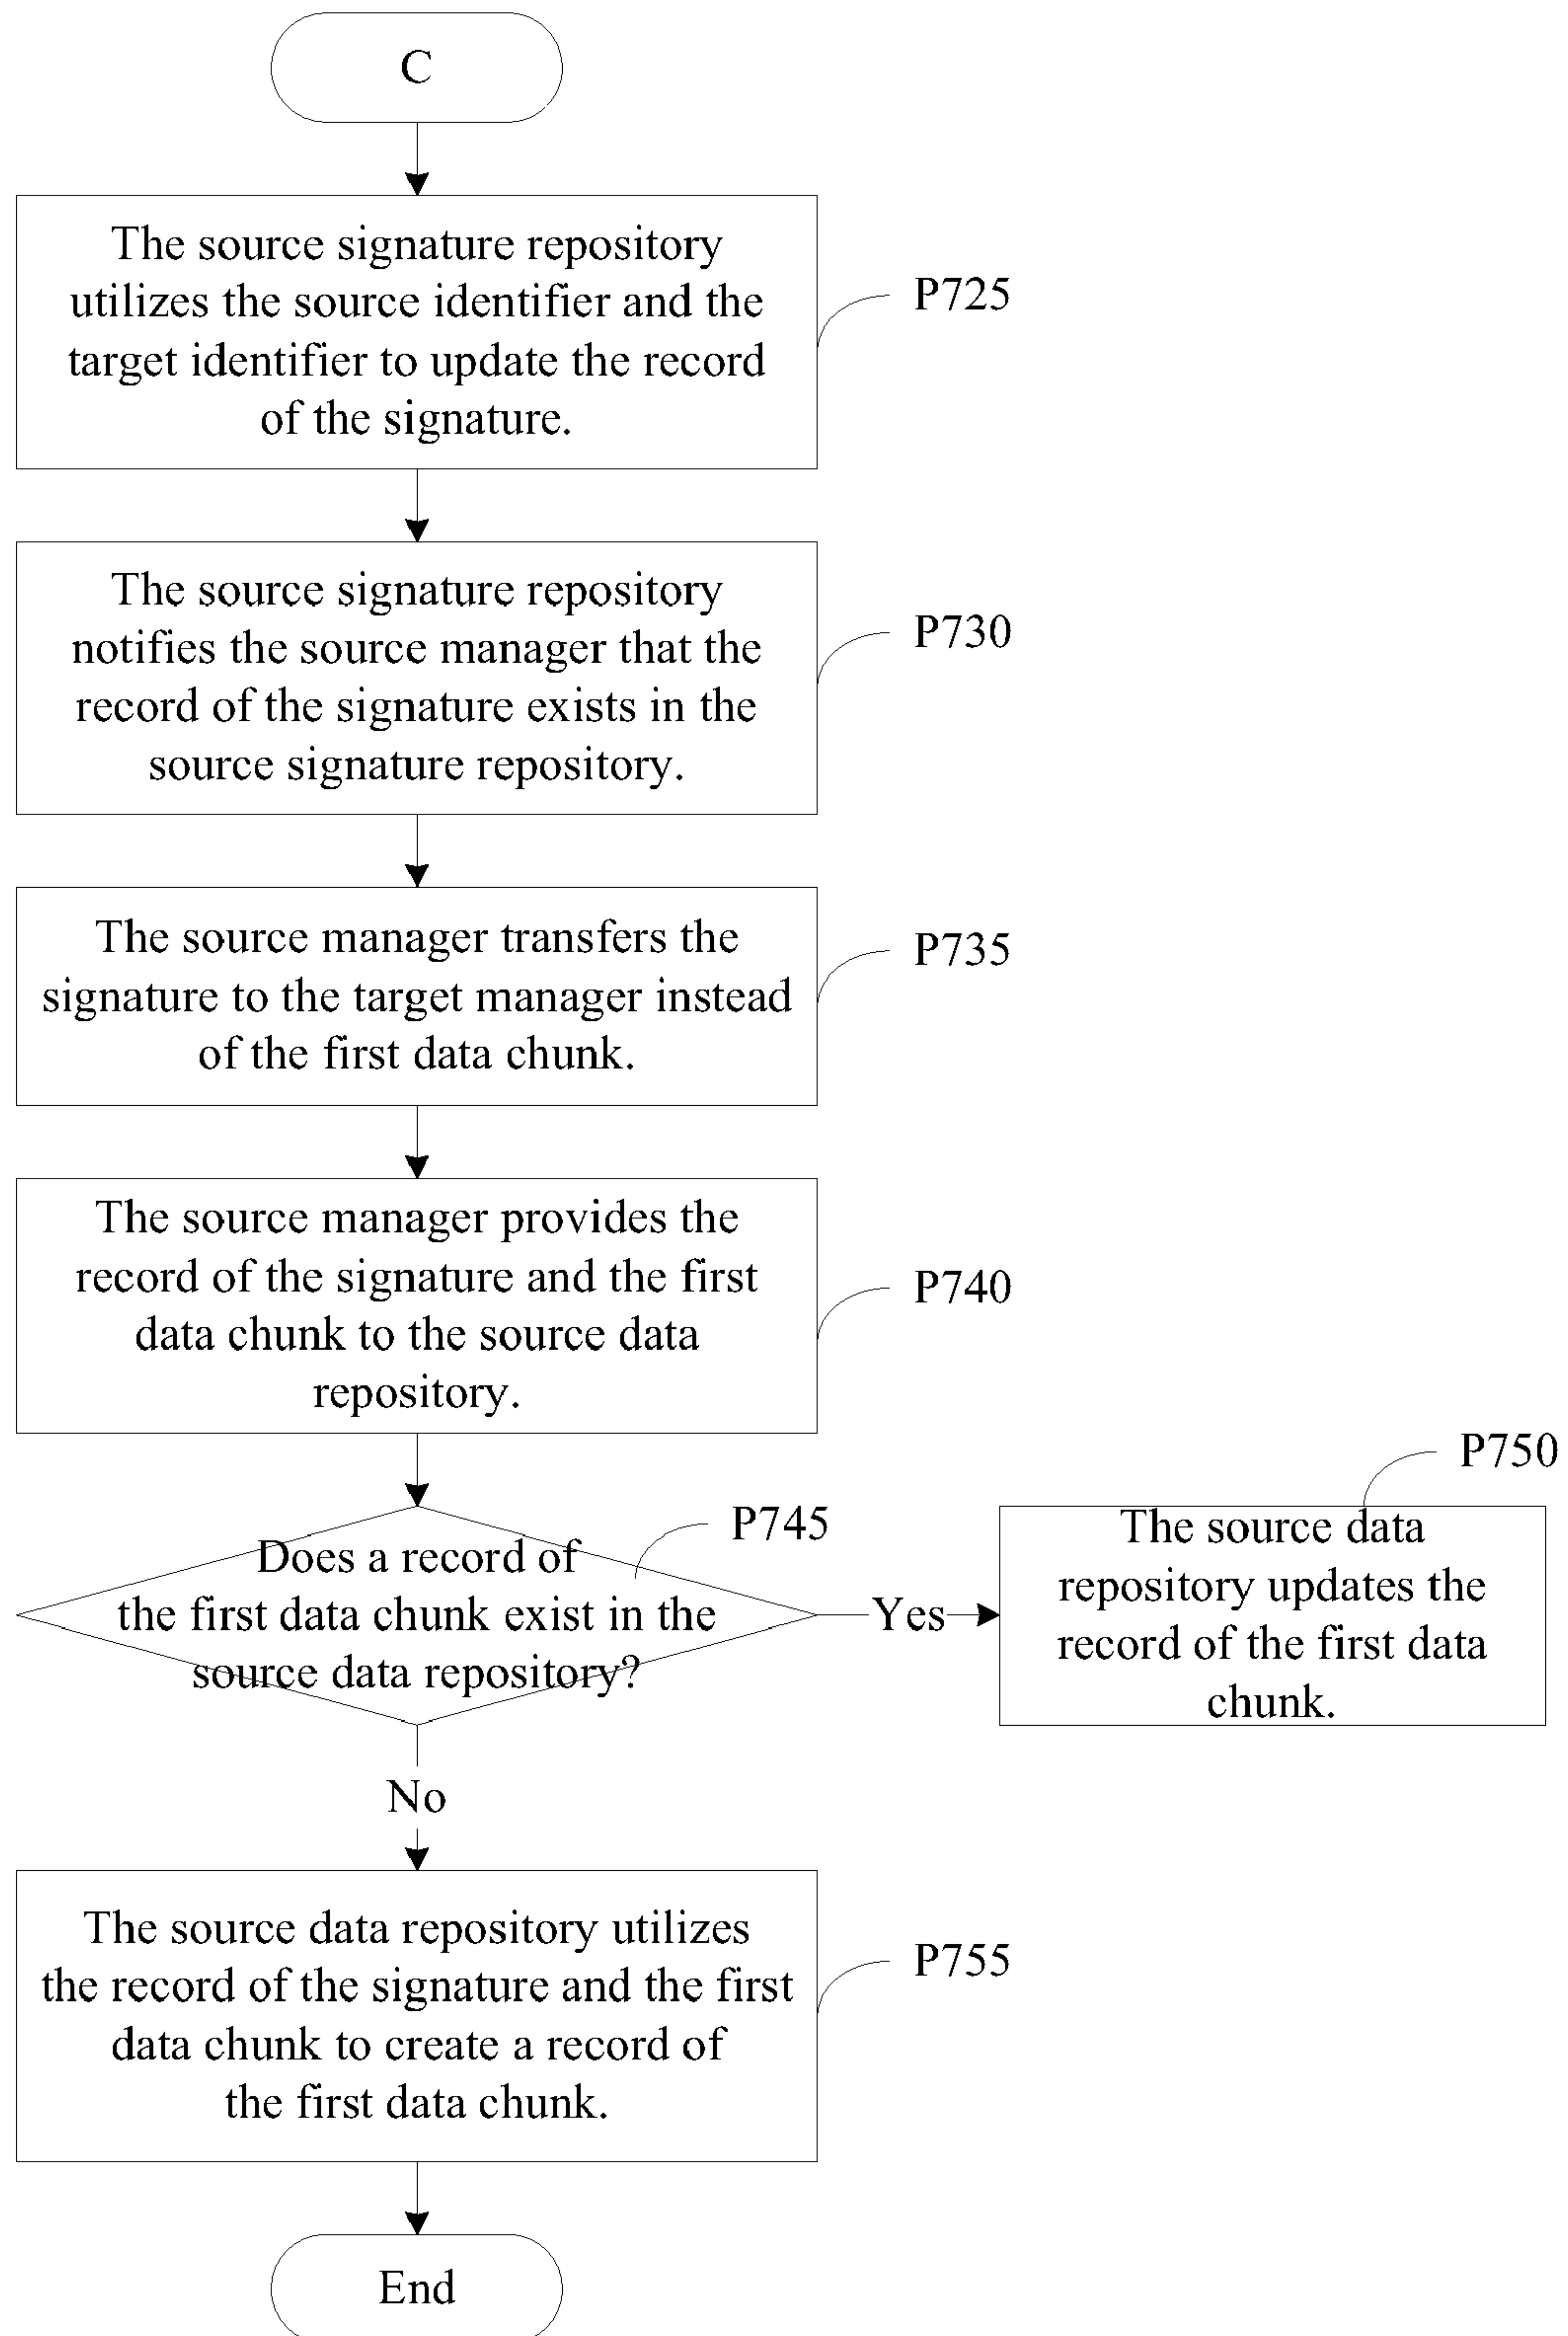 C
The source signature repository
utilizes the source identifier and the
target identifier to update the record
of the signature.
P725
The source signature repository
notifies the source manager that the
record of the signature exists in the
source signature repository.
P730
The source manager transfers the
signature to the target manager instead
of the first data chunk.
P735
The source manager provides the
record of the signature and the first
data chunk to the source data
repository.
P740
Does a record of
the first data chunk exist in the
source data repository?
P745
Yes
P750
The source data
repository updates the
record of the first data
chunk.
No
The source data repository utilizes
the record of the signature and the first
data chunk to create a record of
the first data chunk.
P755
End